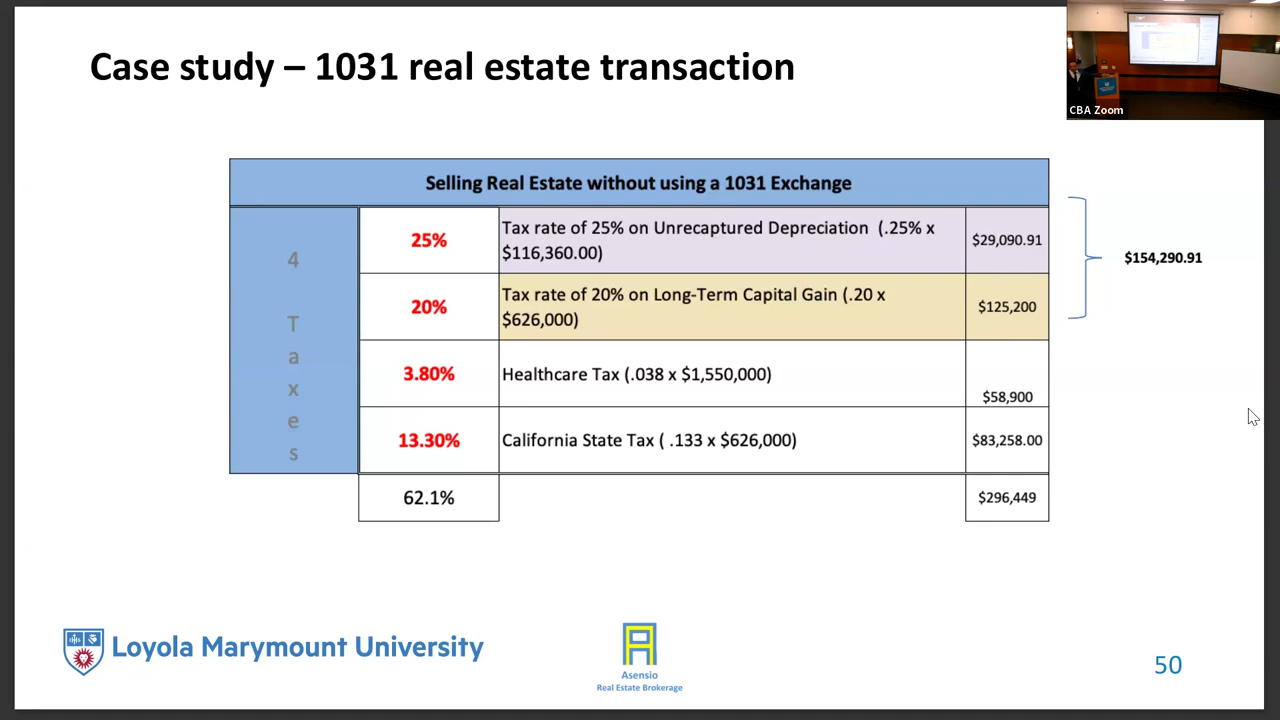 Case study – 1031 real estate transaction
CBA Zoom
Selling Real Estate without using a 1031 Exchange
4
T
a
x
e
s
25%
Tax rate of 25% on Unrecaptured Depreciation (.25% x
$116,360.00)
$29,090.91
$154,290.91
20%
Tax rate of 20% on Long-Term Capital Gain (.20 x
$626,000)
$125,200
3.80%
Healthcare Tax (.038 x $1,550,000)
$58,900
13.30%
California State Tax ( .133 x $626,000)
$83,258.00
62.1%
$296,449
Loyola Marymount University
Asensio
Real Estate Brokerage
50